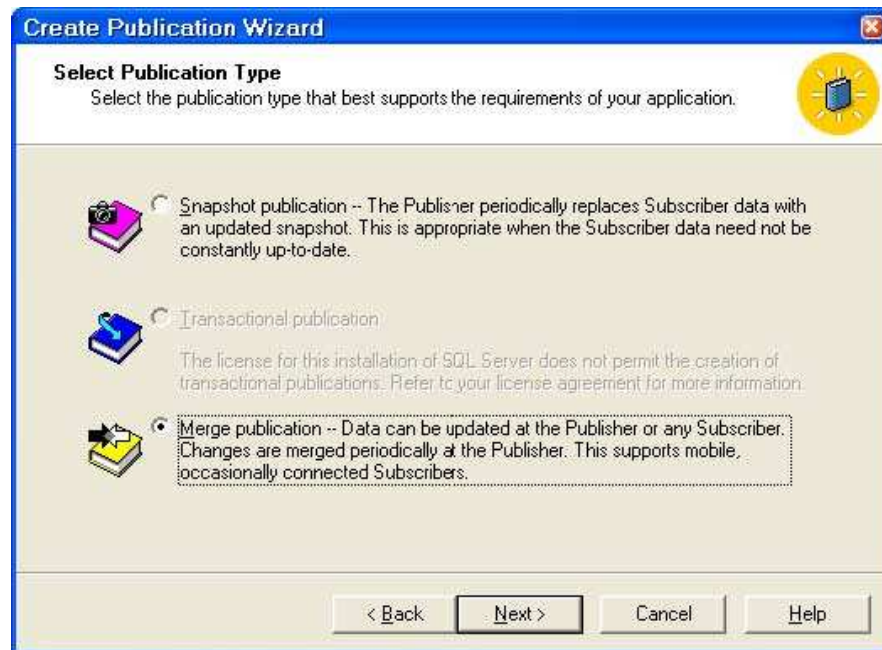 Create Publication Wizard
Select Publication Type
Select the publication type that best supports the requirements of your application.
Snapshot publication -- The Publisher periodically replaces Subscriber data with
an updated snapshot. This is appropriate when the Subscriber data need not be
constantly up-to-date.
Transactional publication
The license for this installation of SQL Server does not permit the creation of
transactional publications. Refer to your license agreement for more information.
Merge publication -- Data can be updated at the Publisher or any Subscriber.
Changes are merged periodically at the Publisher. This supports mobile,
occasionally connected Subscribers.
< Back
Next >
Cancel
Help